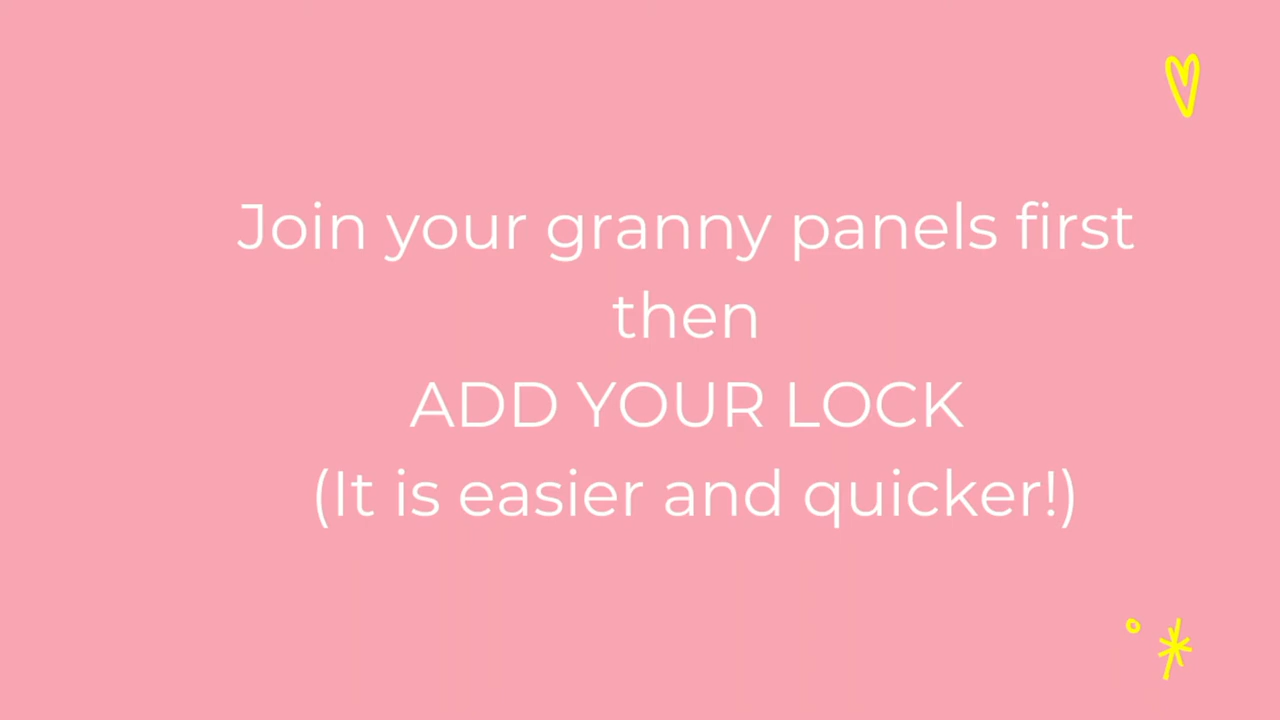 Join your granny panels first
then
ADD YOUR LOCK
(It is easier and quicker!)